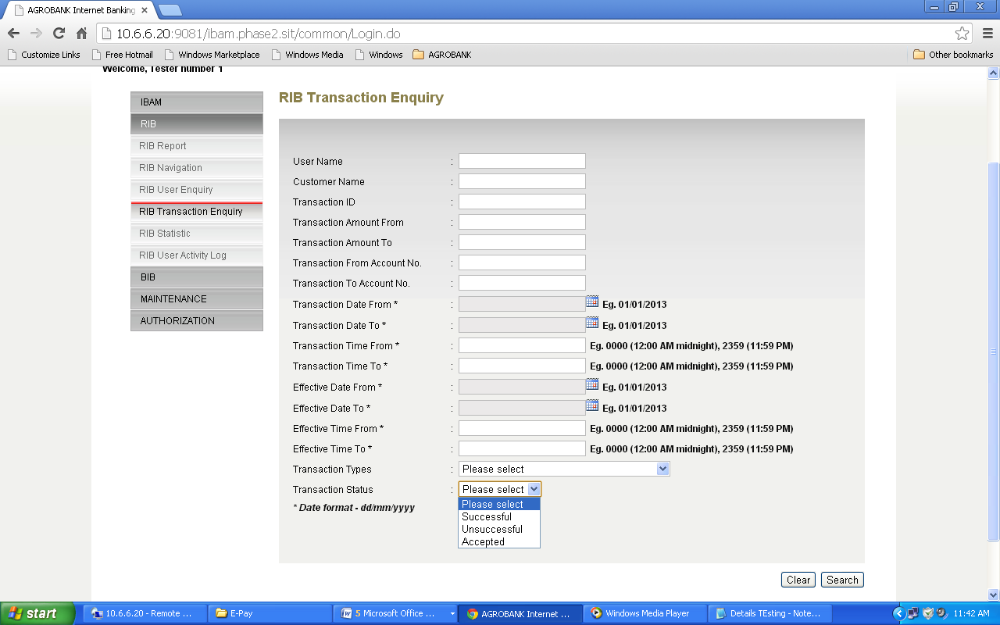 AGROBANK Internet Banking
10.6.6.20:9081/ibam.phase2.sit/common/Login.do
Customize Links Free Hotmail Windows Marketplace Windows Media Windows AGROBANK Other bookmarks
Welcome, Tester number 1
IBAM
RIB
RIB Report
RIB Navigation
RIB User Enquiry
RIB Transaction Enquiry
RIB Statistic
RIB User Activity Log
BIB
MAINTENANCE
AUTHORIZATION
RIB Transaction Enquiry
User Name :
Customer Name :
Transaction ID :
Transaction Amount From :
Transaction Amount To :
Transaction From Account No. :
Transaction To Account No. :
Transaction Date From * : Eg. 01/01/2013
Transaction Date To * : Eg. 01/01/2013
Transaction Time From * : Eg. 0000 (12:00 AM midnight), 2359 (11:59 PM)
Transaction Time To * : Eg. 0000 (12:00 AM midnight), 2359 (11:59 PM)
Effective Date From * : Eg. 01/01/2013
Effective Date To * : Eg. 01/01/2013
Effective Time From * : Eg. 0000 (12:00 AM midnight), 2359 (11:59 PM)
Effective Time To * : Eg. 0000 (12:00 AM midnight), 2359 (11:59 PM)
Transaction Types : Please select
Transaction Status : Please select
* Date format - dd/mm/yyyy
Please select
Successful
Unsuccessful
Accepted
Clear Search
start 10.6.6.20 - Remote ... E-Pay 5 Microsoft Office ... AGROBANK Internet ... Windows Media Player Details TEsting - Note... 11:42 AM